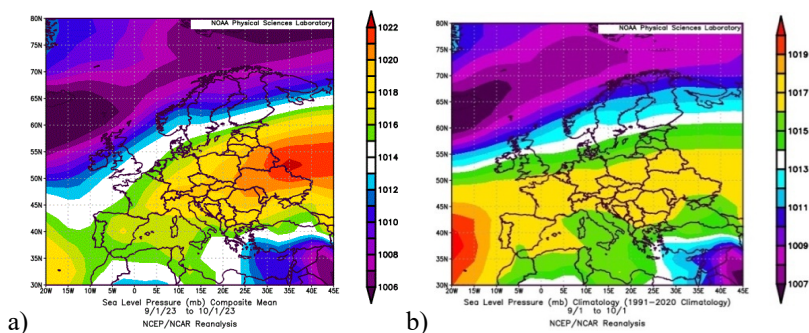 NOAA Physical Sciences Laboratory
80N
75N
70N
65N
60N
55N
50N
45N
40N
35N
30N
20W 15W 10W 5W 0 5E 10E 15E 20E 25E 30E 35E 40E 45E
1022
1020
1018
1016
1014
1012
1010
1008
1006
Sea Level Pressure (mb) Composite Mean
9/1/23 to 10/1/23
NCEP/NCAR Reanalysis
a)
NOAA Physical Sciences Laboratory
80N
75N
70N
65N
60N
55N
50N
45N
40N
35N
30N
20W 15W 10W 5W 0 5E 10E 15E 20E 25E 30E 35E 40E 45E
1019
1017
1015
1013
1011
1009
1007
Sea Level Pressure (mb) Climatology (1991-2020 Climatology)
9/1 to 10/1
NCEP/NCAR Reanalysis
b)